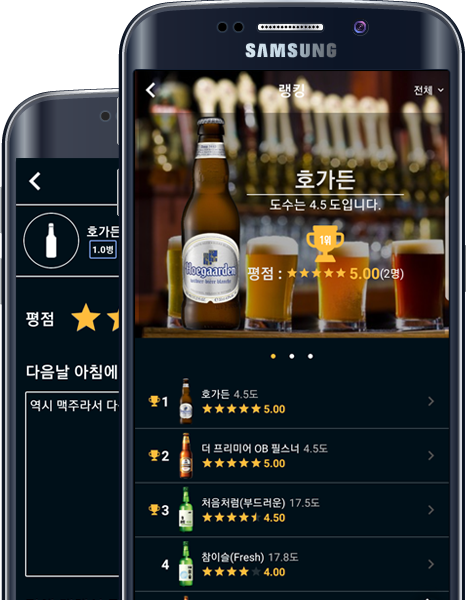 SAMSUNG
랭킹
전체
호가든
도수는 4.5 도입니다.
1위
평점 : 5.00(2명)
Hoegaarden
1 호가든 4.5도
5.00
2 더 프리미어 OB 필스너 4.5도
5.00
3 처음처럼(부드러운) 17.5도
4.50
4 참이슬(Fresh) 17.8도
4.00
호가든
1.0병
평점
다음날 아침에
역시 맥주라서 다